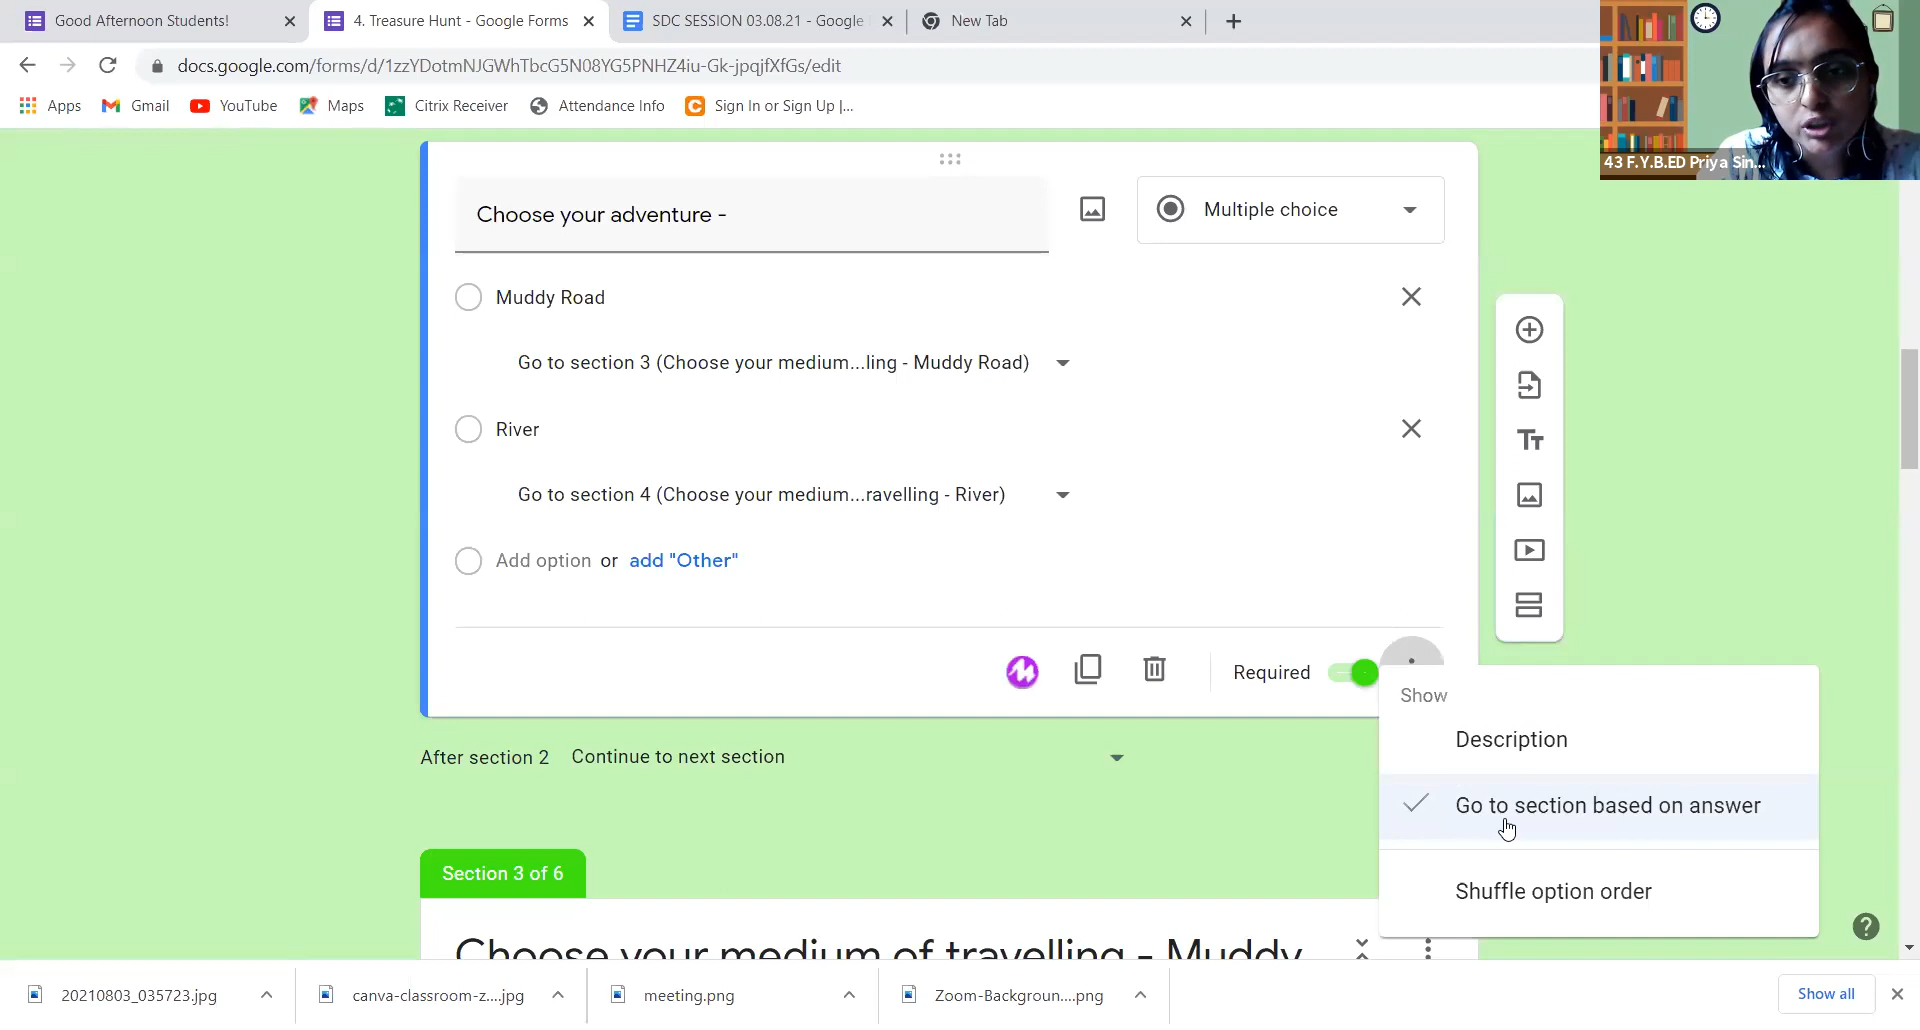 Good Afternoon Students!
4. Treasure Hunt - Google Forms
SDC SESSION 03.08.21 - Google
New Tab
docs.google.com/forms/d/1zzYDotmNJGWhTbcG5N08YG5PNHZ4iu-Gk-jpqjfXfGs/edit
Apps
Gmail
YouTube
Maps
Citrix Receiver
Attendance Info
Sign In or Sign Up |...
43 F.Y.B.ED Priya Sin...
Choose your adventure -
Multiple choice
Muddy Road
Go to section 3 (Choose your medium...ling - Muddy Road)
River
Go to section 4 (Choose your medium...ravelling - River)
Add option or add "Other"
Required
Show
Description
After section 2 Continue to next section
Go to section based on answer
Section 3 of 6
Shuffle option order
Choose your medium of travelling - Muddy
20210803_035723.jpg
canva-classroom-z....jpg
meeting.png
Zoom-Backgroun....png
Show all